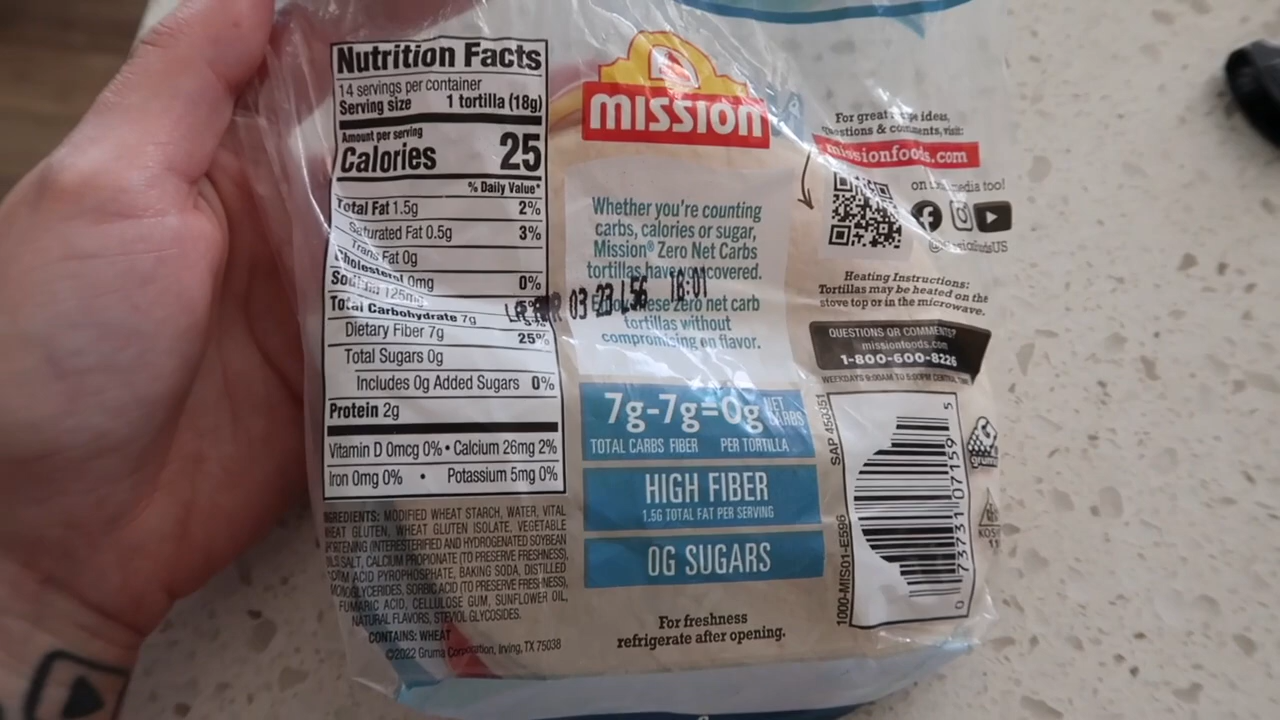 Nutrition Facts
14 servings per container
Serving size 1 tortilla (18g)
Amount per serving
Calories 25
% Daily Value*
Total Fat 1.5g 2%
Saturated Fat 0.5g 3%
Trans Fat 0g
Cholesterol 0mg 0%
Sodium 125mg 5%
Total Carbohydrate 7g 3%
Dietary Fiber 7g 25%
Total Sugars 0g
Includes 0g Added Sugars 0%
Protein 2g
Vitamin D 0mcg 0% • Calcium 26mg 2%
Iron 0mg 0% • Potassium 5mg 0%
INGREDIENTS: MODIFIED WHEAT STARCH, WATER, VITAL
WHEAT GLUTEN, WHEAT GLUTEN ISOLATE, VEGETABLE
SHORTENING (INTERESTERIFIED AND HYDROGENATED SOYBEAN
OILS), SALT, CALCIUM PROPIONATE (TO PRESERVE FRESHNESS),
SODIUM ACID PYROPHOSPHATE, BAKING SODA, DISTILLED
MONOGLYCERIDES, SORBIC ACID (TO PRESERVE FRESHNESS),
FUMARIC ACID, CELLULOSE GUM, SUNFLOWER OIL,
NATURAL FLAVORS, STEVIOL GLYCOSIDES.
CONTAINS: WHEAT
©2022 Gruma Corporation, Irving, TX 75038
MISSION
Whether you're counting
carbs, calories or sugar,
Mission® Zero Net Carbs
tortillas have you covered.
03 23 L56 16:01
Enjoy these zero net carb
tortillas without
compromising on flavor.
7g-7g=0g NET CARBS
TOTAL CARBS FIBER PER TORTILLA
HIGH FIBER
1.5G TOTAL FAT PER SERVING
0G SUGARS
For freshness
refrigerate after opening.
For great recipe ideas,
questions & comments, visit:
missionfoods.com
on social media too!
@MissionFoodsUS
Heating Instructions:
Tortillas may be heated on the
stove top or in the microwave.
QUESTIONS OR COMMENTS?
missionfoods.com
1-800-600-8226
WEEKDAYS 9:00AM TO 5:00PM CENTRAL TIME
SAP 450351
1000-MIS01-E596
0 73731 07159 5
gruma